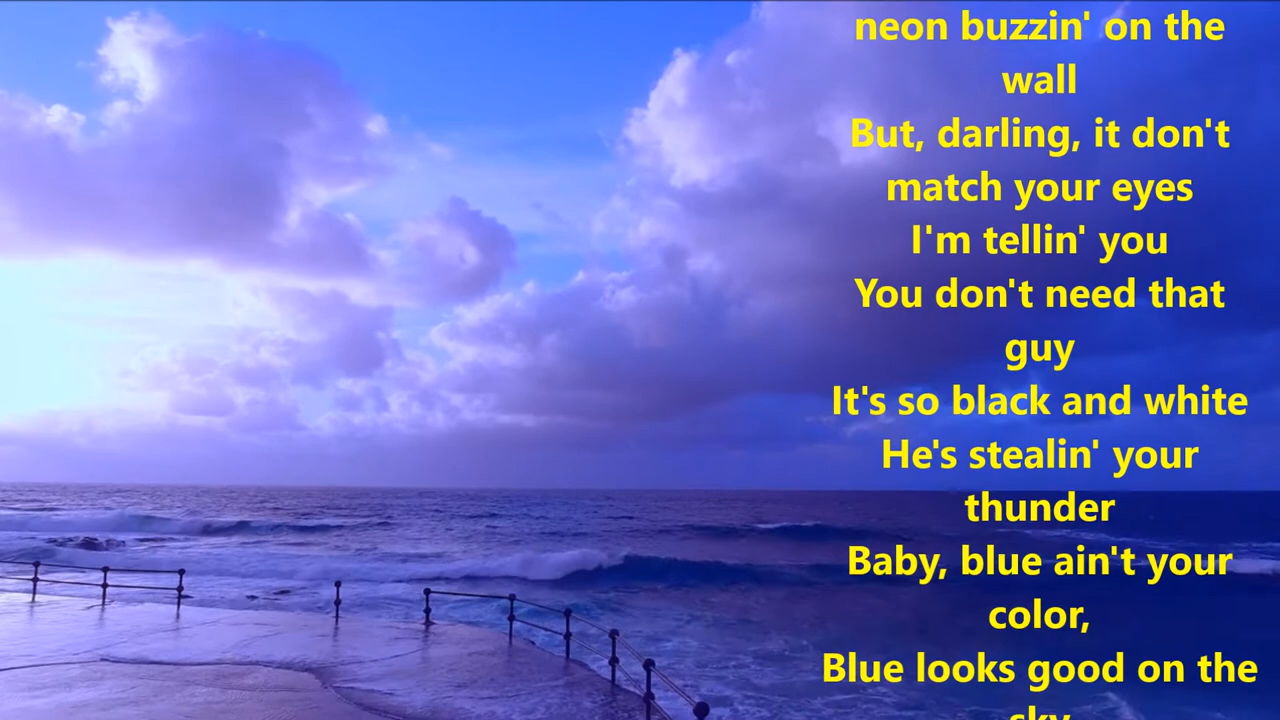 neon buzzin' on the
wall
But, darling, it don't
match your eyes
I'm tellin' you
You don't need that
guy
It's so black and white
He's stealin' your
thunder
Baby, blue ain't your
color,
Blue looks good on the
sky